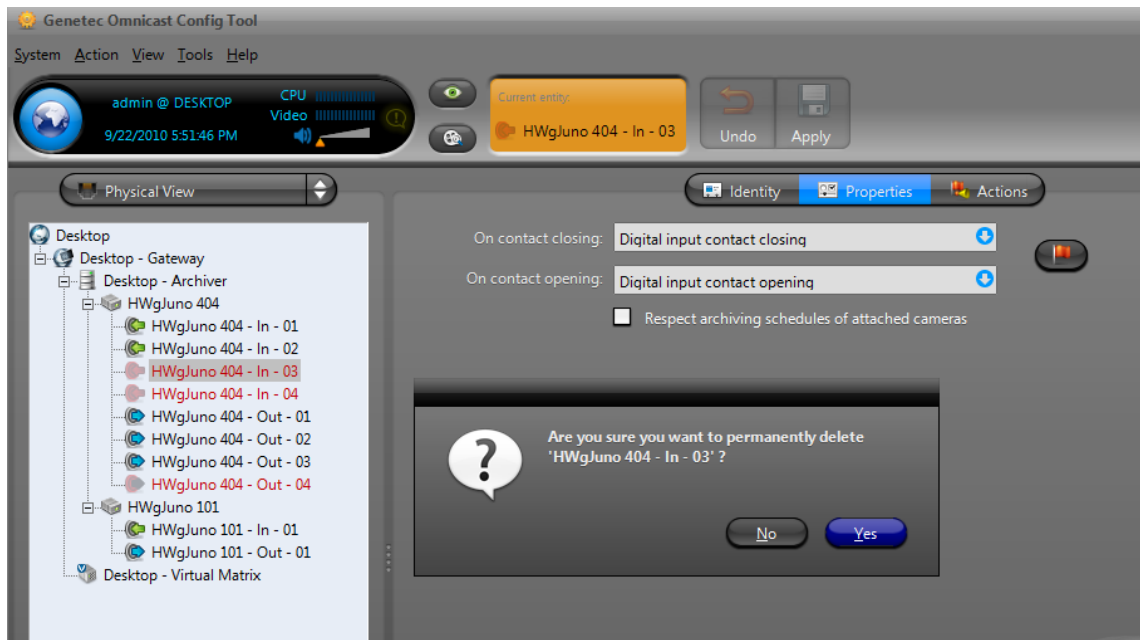 Genetec Omnicast Config Tool
System Action View Tools Help
admin @ DESKTOP
CPU
Video
9/22/2010 5:51:46 PM
Current entity:
HWgJuno 404 - In - 03
Undo
Apply
Physical View
Identity
Properties
Actions
Desktop
Desktop - Gateway
Desktop - Archiver
HWgJuno 404
HWgJuno 404 - In - 01
HWgJuno 404 - In - 02
HWgJuno 404 - In - 03
HWgJuno 404 - In - 04
HWgJuno 404 - Out - 01
HWgJuno 404 - Out - 02
HWgJuno 404 - Out - 03
HWgJuno 404 - Out - 04
HWgJuno 101
HWgJuno 101 - In - 01
HWgJuno 101 - Out - 01
Desktop - Virtual Matrix
On contact closing: Digital input contact closing
On contact opening: Digital input contact opening
Respect archiving schedules of attached cameras
Are you sure you want to permanently delete
'HWgJuno 404 - In - 03' ?
No
Yes